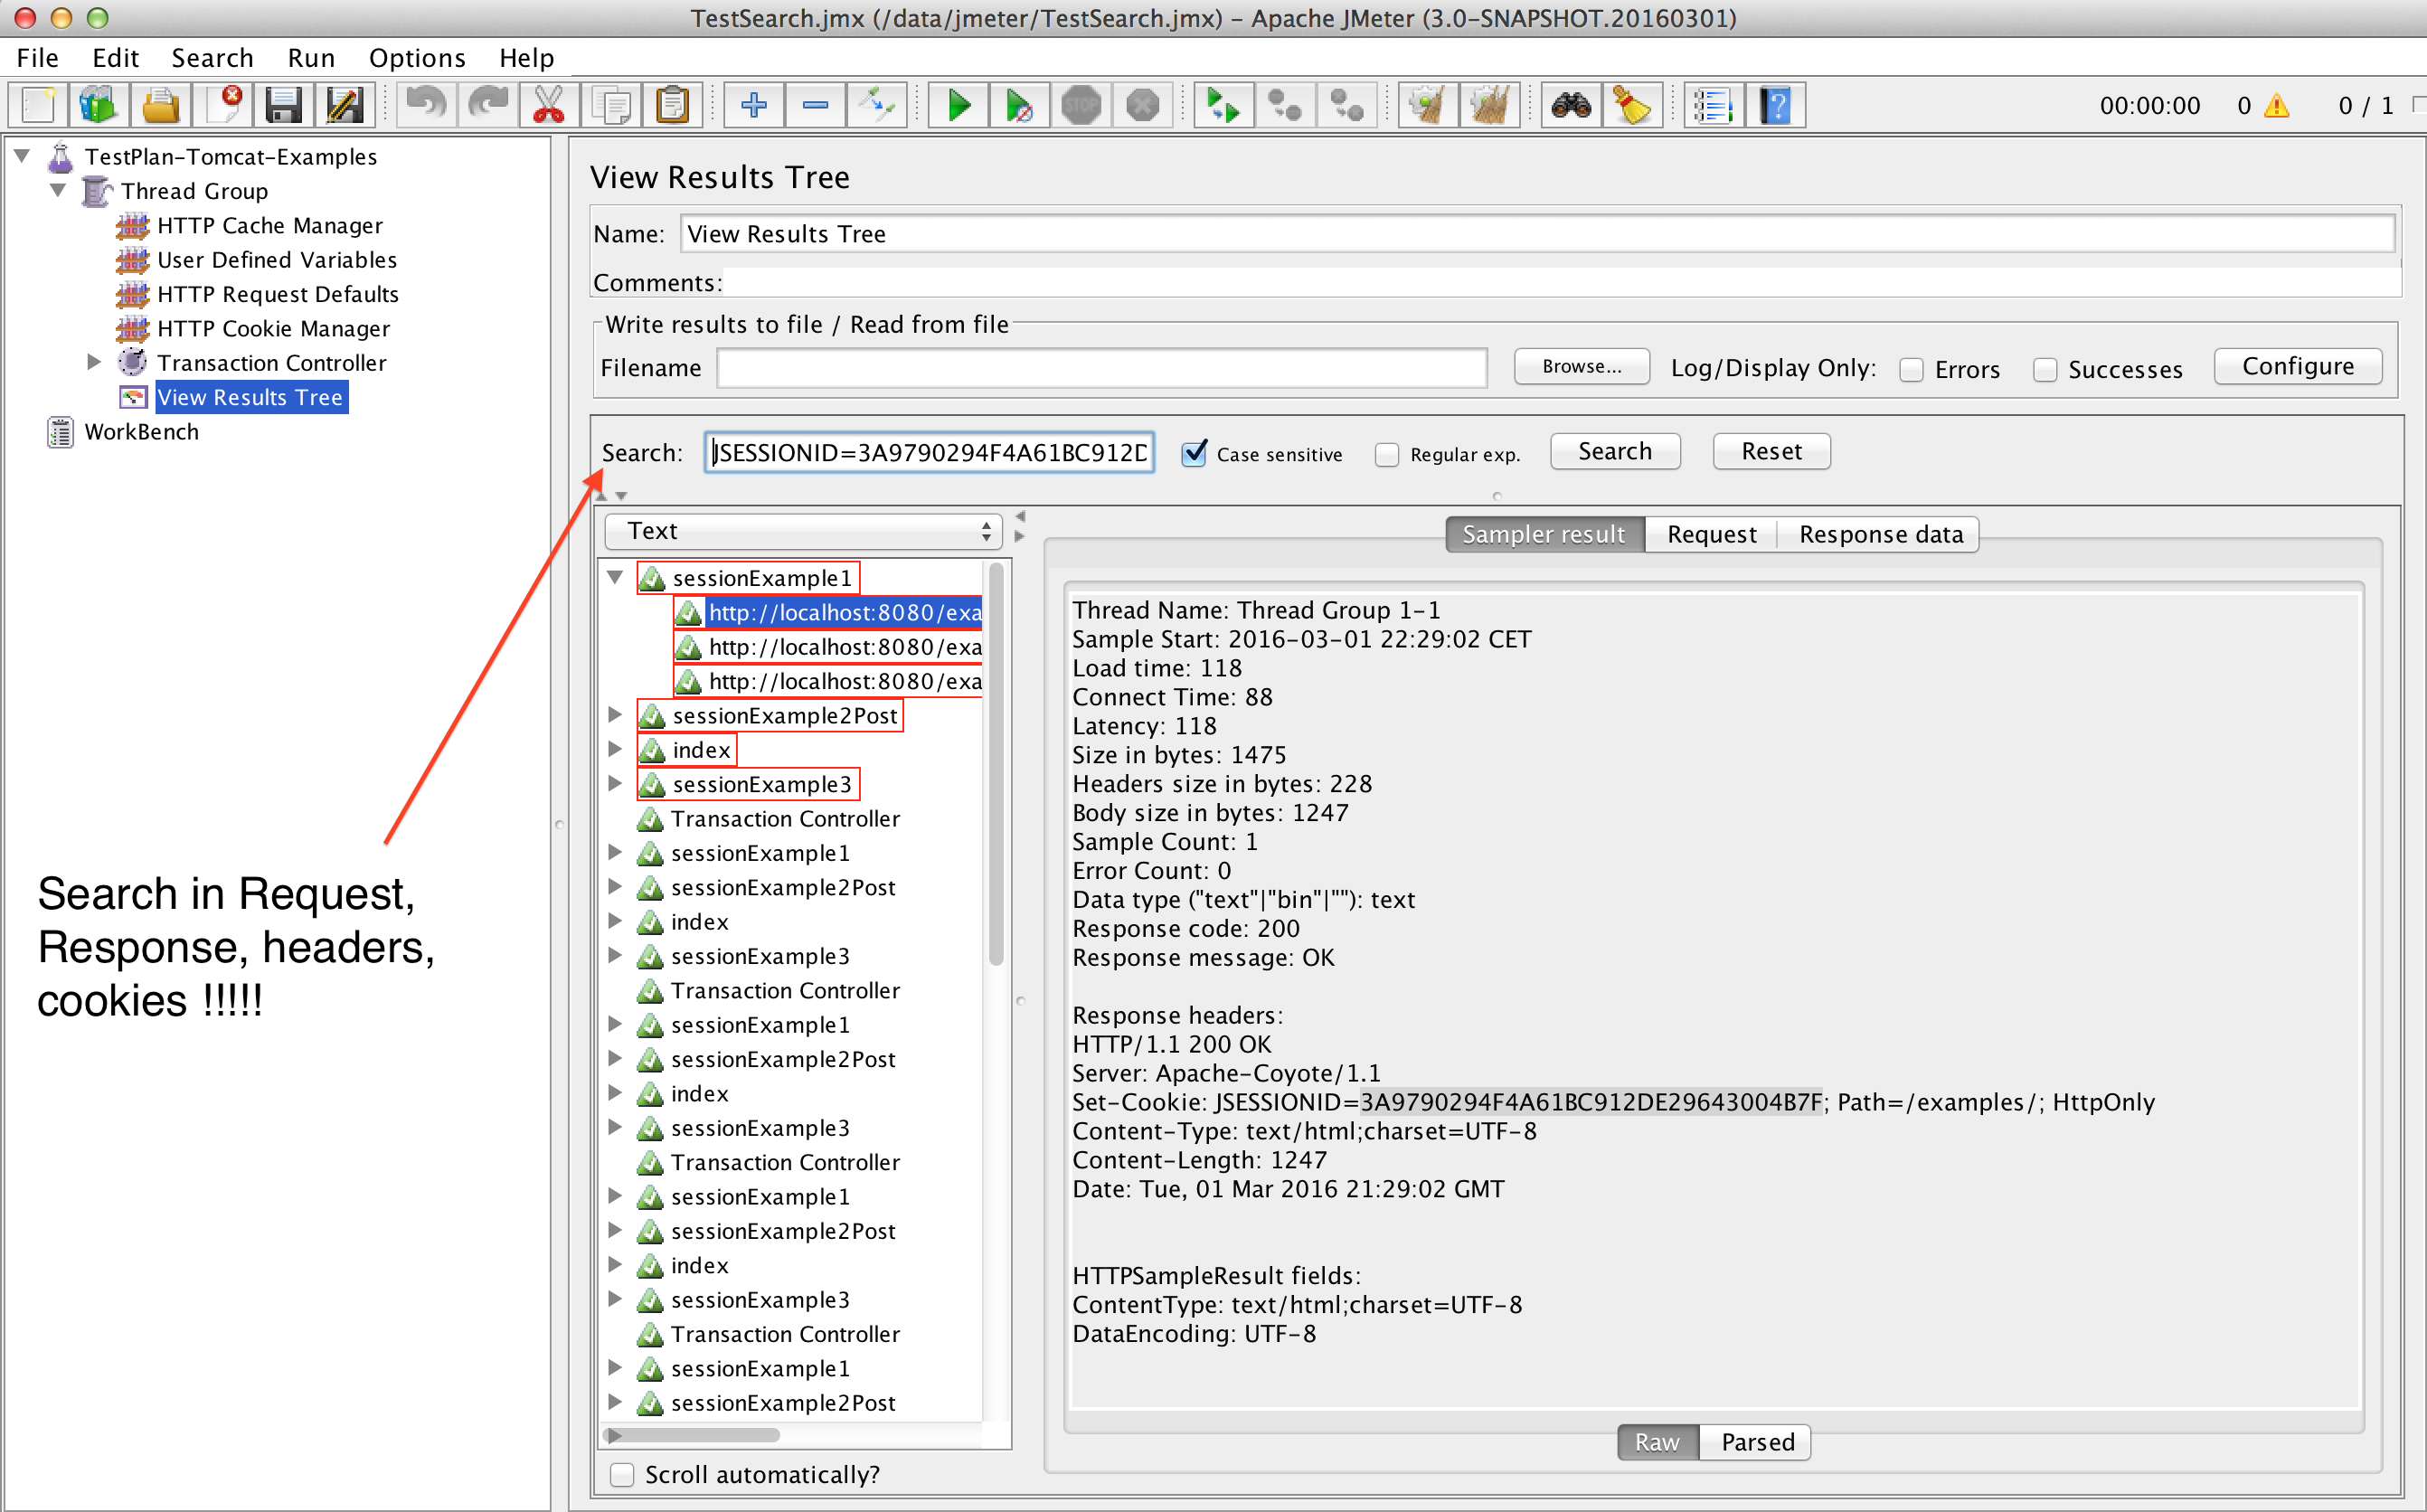 TestSearch.jmx (/data/jmeter/TestSearch.jmx) – Apache JMeter (3.0-SNAPSHOT.20160301)
File Edit Search Run Options Help
STOP
00:00:00 0 0 / 1
TestPlan-Tomcat-Examples
Thread Group
HTTP Cache Manager
User Defined Variables
HTTP Request Defaults
HTTP Cookie Manager
Transaction Controller
View Results Tree
WorkBench
Search in Request,
Response, headers,
cookies !!!!!
View Results Tree
Name: View Results Tree
Comments:
Write results to file / Read from file
Filename Browse... Log/Display Only: Errors Successes Configure
Search: JSESSIONID=3A9790294F4A61BC912D Case sensitive Regular exp. Search Reset
Text
sessionExample1
http://localhost:8080/exa
http://localhost:8080/exa
http://localhost:8080/exa
sessionExample2Post
index
sessionExample3
Transaction Controller
sessionExample1
sessionExample2Post
index
sessionExample3
Transaction Controller
sessionExample1
sessionExample2Post
index
sessionExample3
Transaction Controller
sessionExample1
sessionExample2Post
index
sessionExample3
Transaction Controller
sessionExample1
sessionExample2Post
Scroll automatically?
Sampler result Request Response data
Thread Name: Thread Group 1-1
Sample Start: 2016-03-01 22:29:02 CET
Load time: 118
Connect Time: 88
Latency: 118
Size in bytes: 1475
Headers size in bytes: 228
Body size in bytes: 1247
Sample Count: 1
Error Count: 0
Data type ("text"|"bin"|""): text
Response code: 200
Response message: OK
Response headers:
HTTP/1.1 200 OK
Server: Apache-Coyote/1.1
Set-Cookie: JSESSIONID=3A9790294F4A61BC912DE29643004B7F; Path=/examples/; HttpOnly
Content-Type: text/html;charset=UTF-8
Content-Length: 1247
Date: Tue, 01 Mar 2016 21:29:02 GMT
HTTPSampleResult fields:
ContentType: text/html;charset=UTF-8
DataEncoding: UTF-8
Raw Parsed